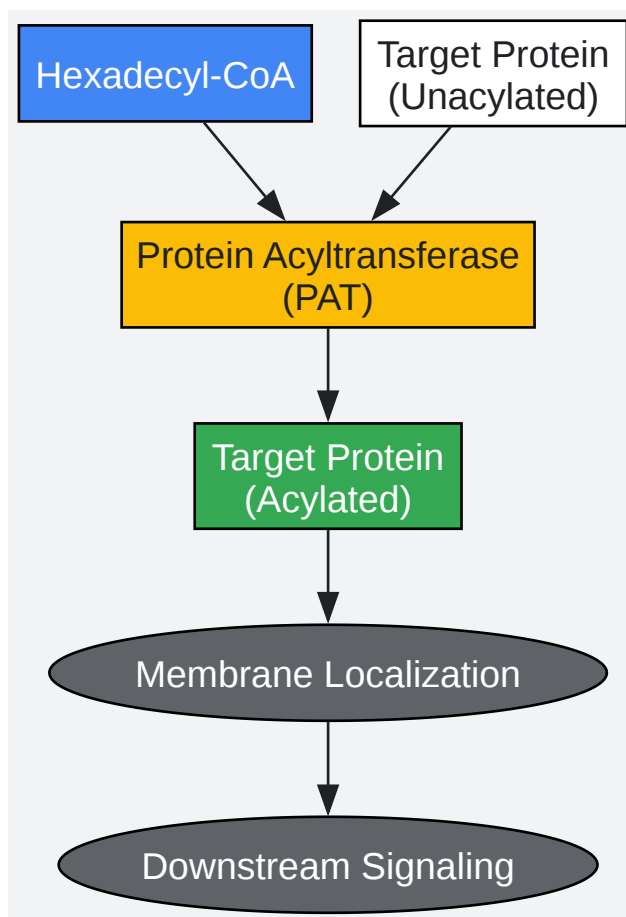 Hexadecyl-CoA
Target Protein
(Unacylated)
Protein Acyltransferase
(PAT)
Target Protein
(Acylated)
Membrane Localization
Downstream Signaling